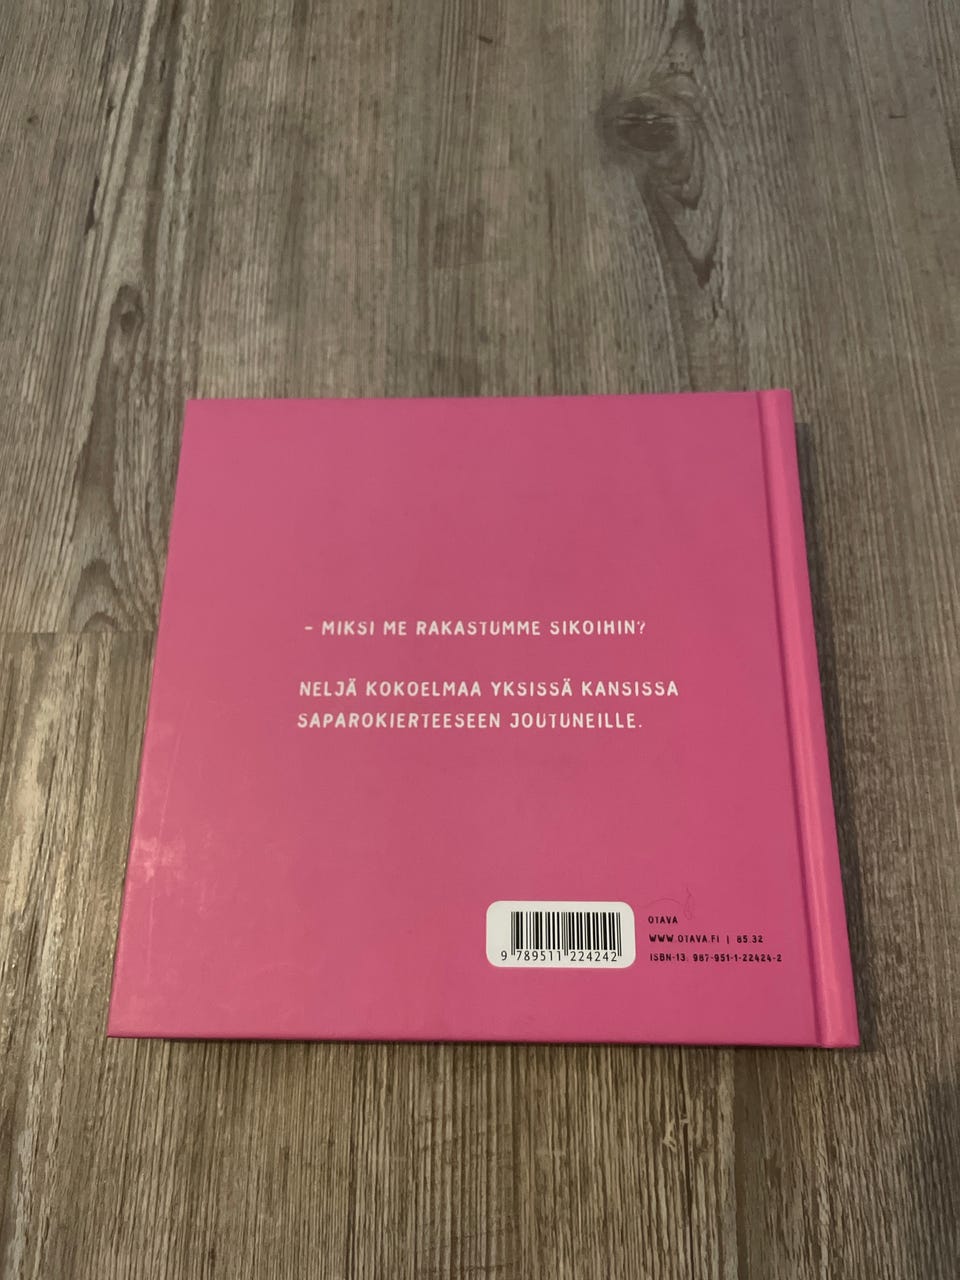 - MIKSI ME RAKASTUMME SIKOIHIN?
NELJÄ KOKOELMAA YKSISSÄ KANSISSA
SAPAROKIERTEESEEN JOUTUNEILLE.
9 789511 224242
OTAVA
WWW.OTAVA.FI | 85.32
ISBN-13: 987-951-1-22424-2